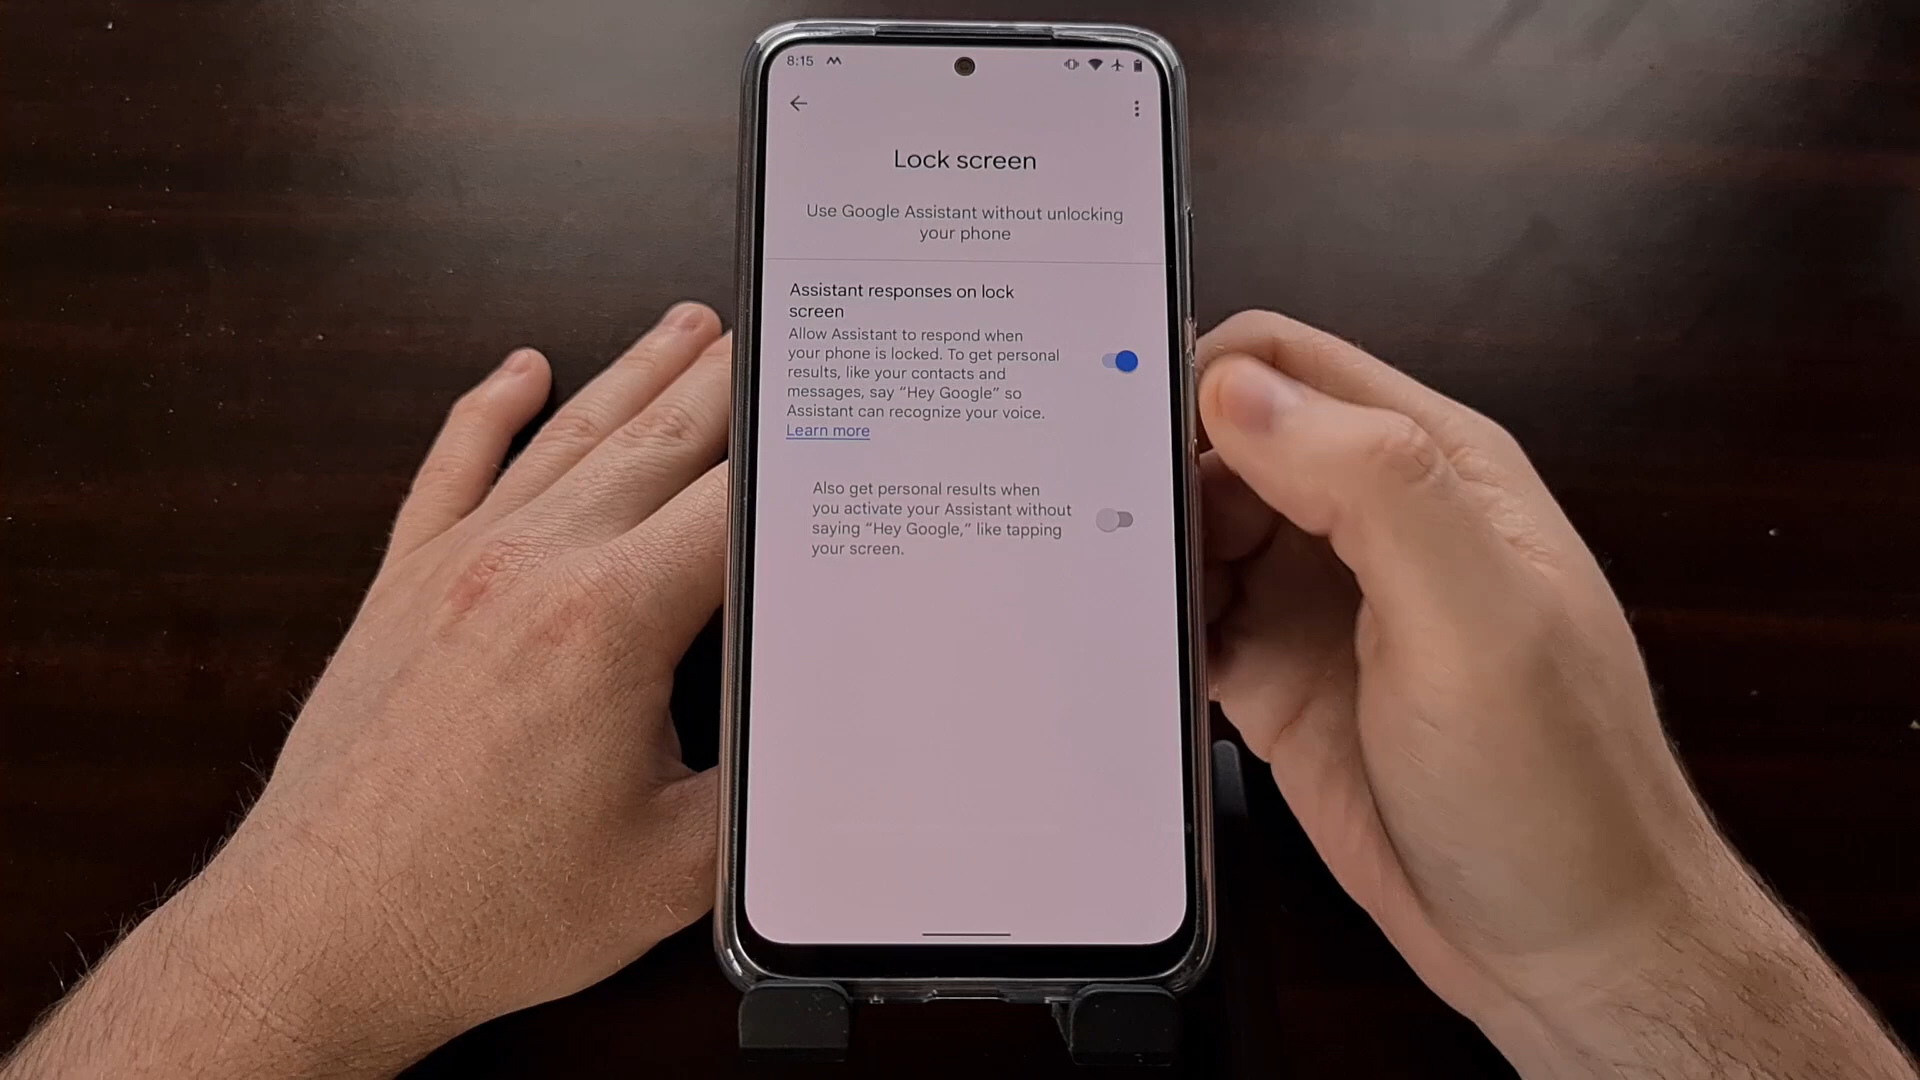 8:15
Lock screen
Use Google Assistant without unlocking
your phone
Assistant responses on lock
screen
Allow Assistant to respond when
your phone is locked. To get personal
results, like your contacts and
messages, say “Hey Google” so
Assistant can recognize your voice.
Learn more
Also get personal results when
you activate your Assistant without
saying “Hey Google,” like tapping
your screen.